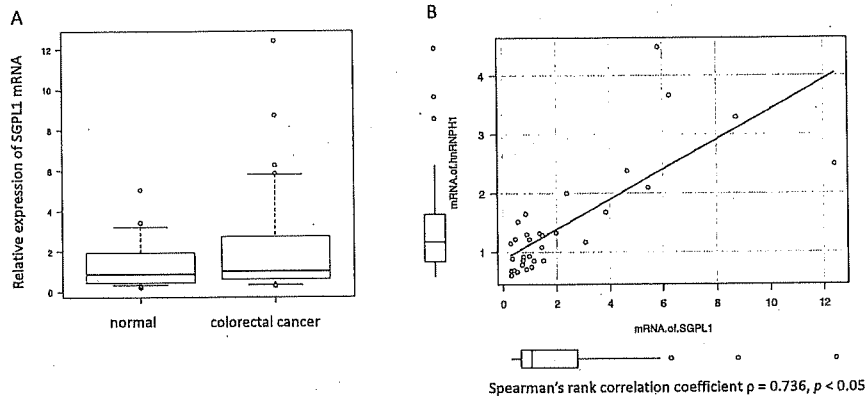 A
Relative expression of SGPL1 mRNA
12
10
8
6
4
2
0
normal
colorectal cancer
B
mRNA.of.hnRNPH1
4
3
2
1
0
2
4
6
8
10
12
mRNA.of.SGPL1
Spearman's rank correlation coefficient ρ = 0.736, p < 0.05